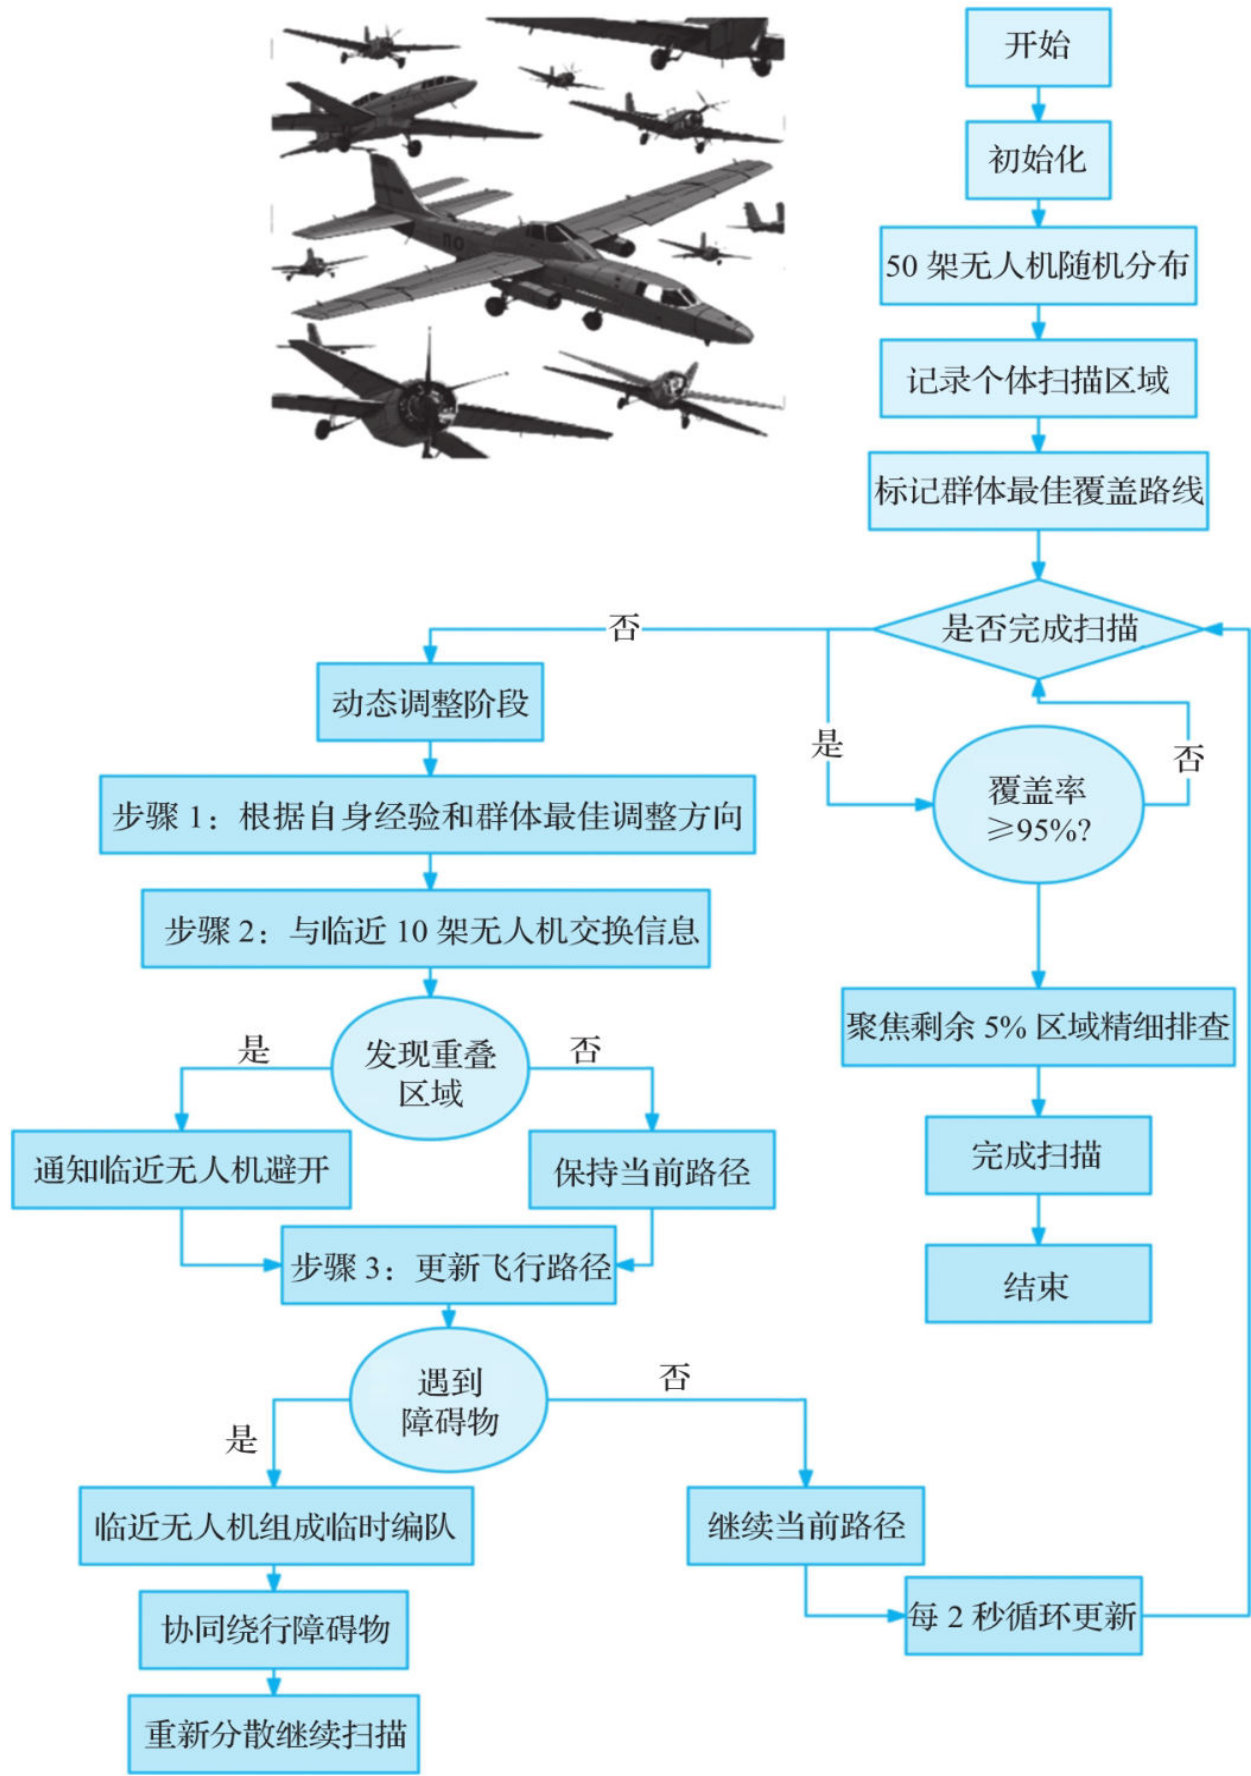 开始
初始化
50 架无人机随机分布
记录个体扫描区域
标记群体最佳覆盖路线
是否完成扫描
否
动态调整阶段
是
覆盖率
≥95%?
否
步骤 1：根据自身经验和群体最佳调整方向
步骤 2：与临近 10 架无人机交换信息
聚焦剩余 5% 区域精细排查
发现重叠
区域
是
否
通知临近无人机避开
保持当前路径
完成扫描
步骤 3：更新飞行路径
结束
遇到
障碍物
是
否
临近无人机组成临时编队
继续当前路径
协同绕行障碍物
每 2 秒循环更新
重新分散继续扫描